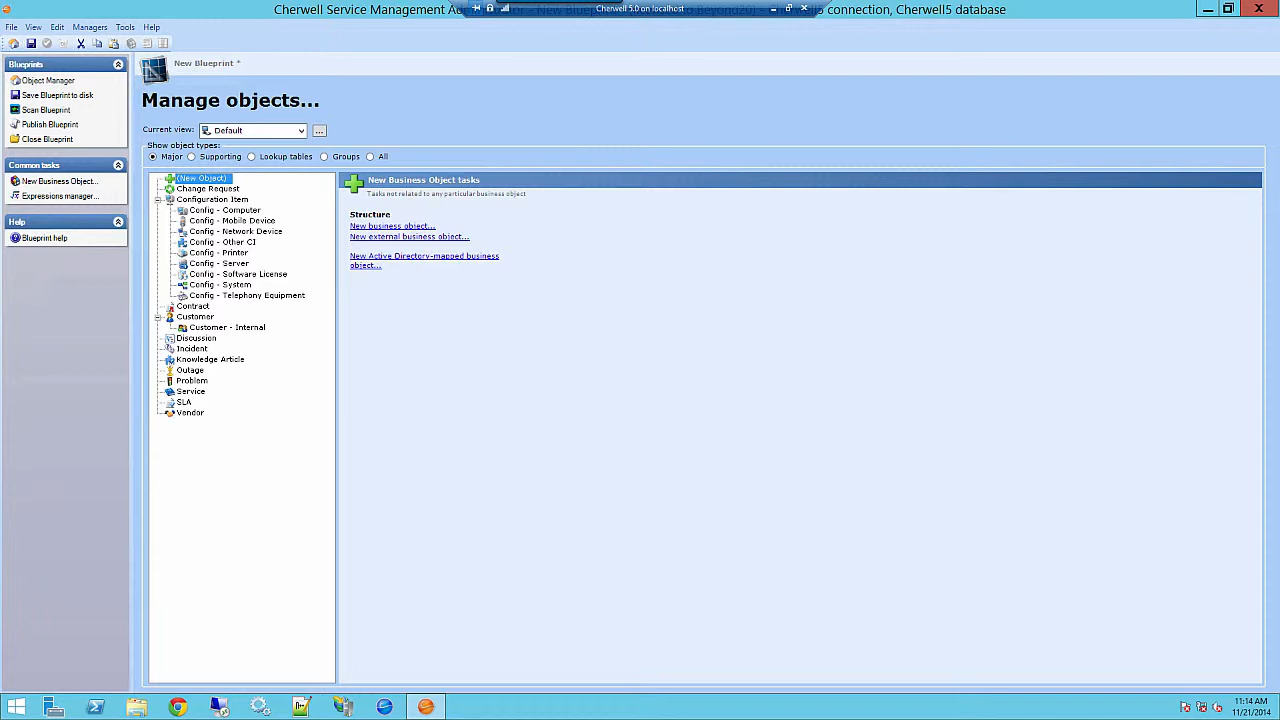 Cherwell Service Management Ad
New Bluep
Cherwell 5.0 on localhost
Beyond20) - Cherwell5 connection, Cherwell5 database
File View Edit Managers Tools Help
Blueprints
Object Manager
Save Blueprint to disk
Scan Blueprint
Publish Blueprint
Close Blueprint
Common tasks
New Business Object...
Expressions manager...
Help
Blueprint help
New Blueprint *
Manage objects...
Current view: Default ...
Show object types:
Major Supporting Lookup tables Groups All
(New Object)
Change Request
Configuration Item
Config - Computer
Config - Mobile Device
Config - Network Device
Config - Other CI
Config - Printer
Config - Server
Config - Software License
Config - System
Config - Telephony Equipment
Contract
Customer
Customer - Internal
Discussion
Incident
Knowledge Article
Outage
Problem
Service
SLA
Vendor
New Business Object tasks
Tasks not related to any particular business object
Structure
New business object...
New external business object...
New Active Directory-mapped business
object...
11:14 AM
11/21/2014